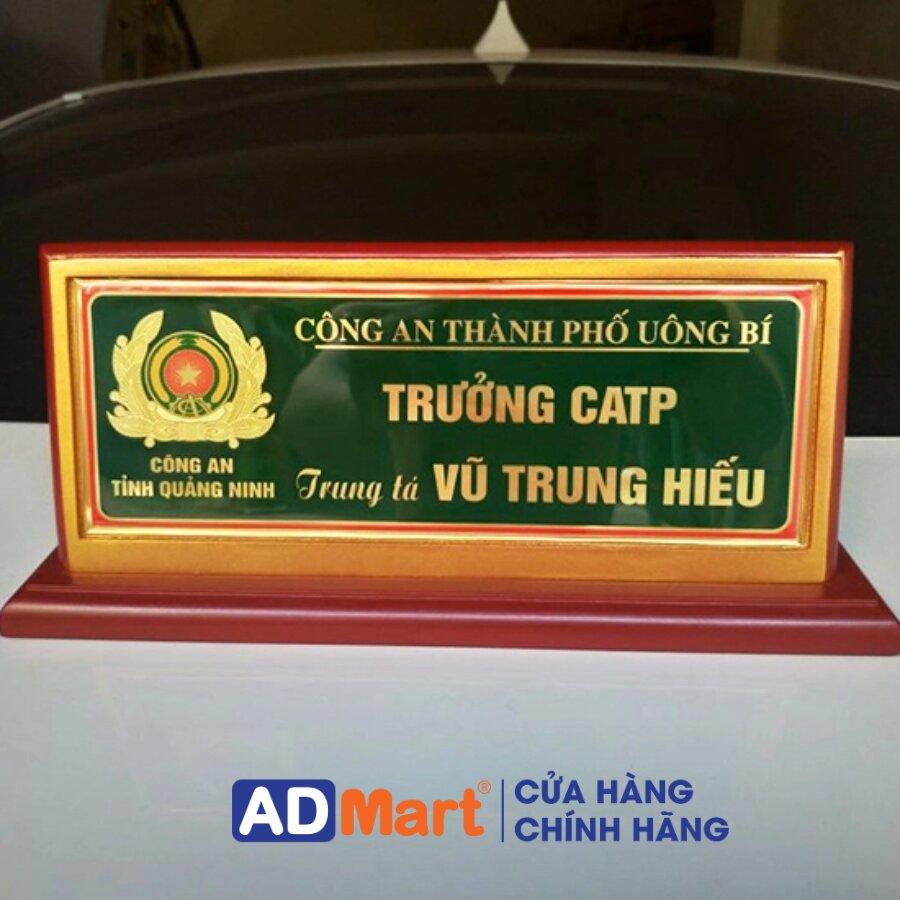 CÔNG AN THÀNH PHỐ UÔNG BÍ
TRƯỞNG CATP
Trung tá VŨ TRUNG HIẾU
CÔNG AN
TỈNH QUẢNG NINH
ADMart® CỬA HÀNG
CHÍNH HÃNG